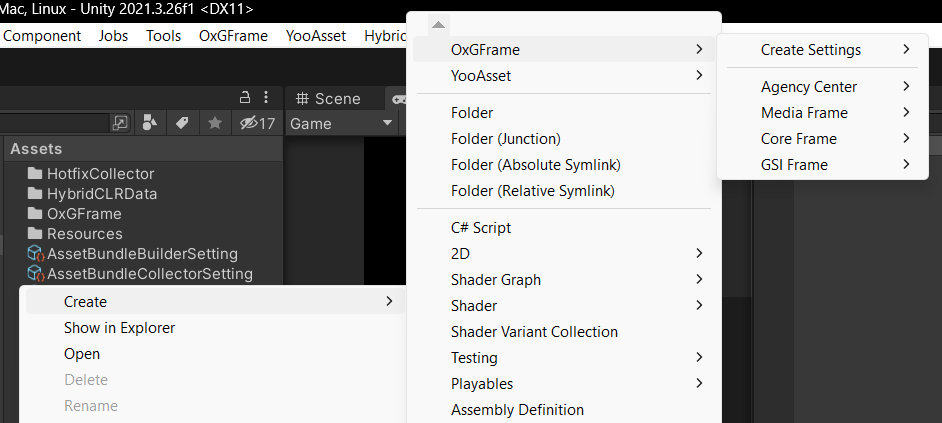 Mac, Linux - Unity 2021.3.26f1 <DX11>
Component Jobs Tools OxGFrame YooAsset Hybric
Scene
17
Game
Assets
HotfixCollector
HybridCLRData
OxGFrame
Resources
AssetBundleBuilderSetting
AssetBundleCollectorSetting
Create
Show in Explorer
Open
Delete
Rename
OxGFrame
YooAsset
Folder
Folder (Junction)
Folder (Absolute Symlink)
Folder (Relative Symlink)
C# Script
2D
Shader Graph
Shader
Shader Variant Collection
Testing
Playables
Assembly Definition
Create Settings
Agency Center
Media Frame
Core Frame
GSI Frame